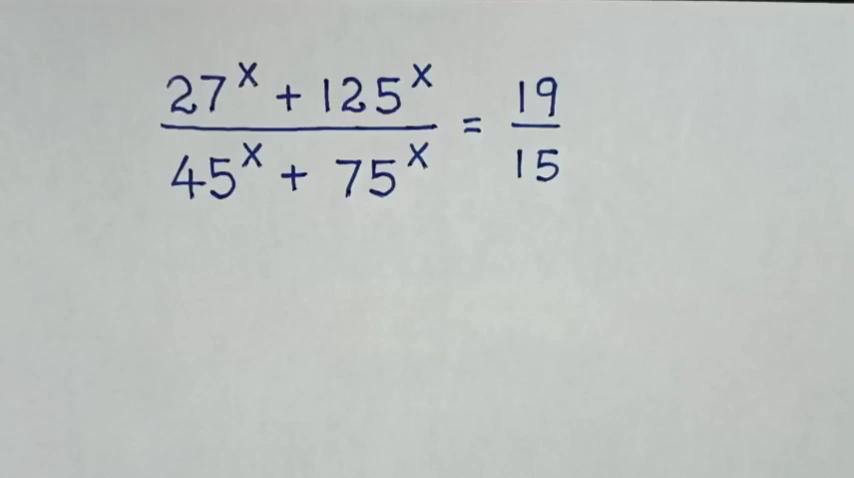 27^x + 125^x / 45^x + 75^x = 19 / 15